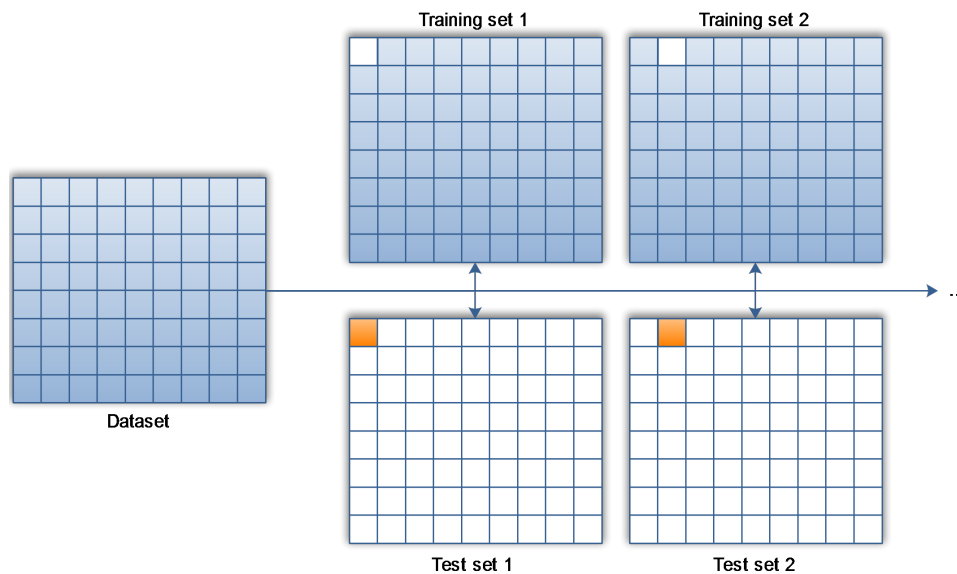 Training set 1
Training set 2
Dataset
..
Test set 1
Test set 2